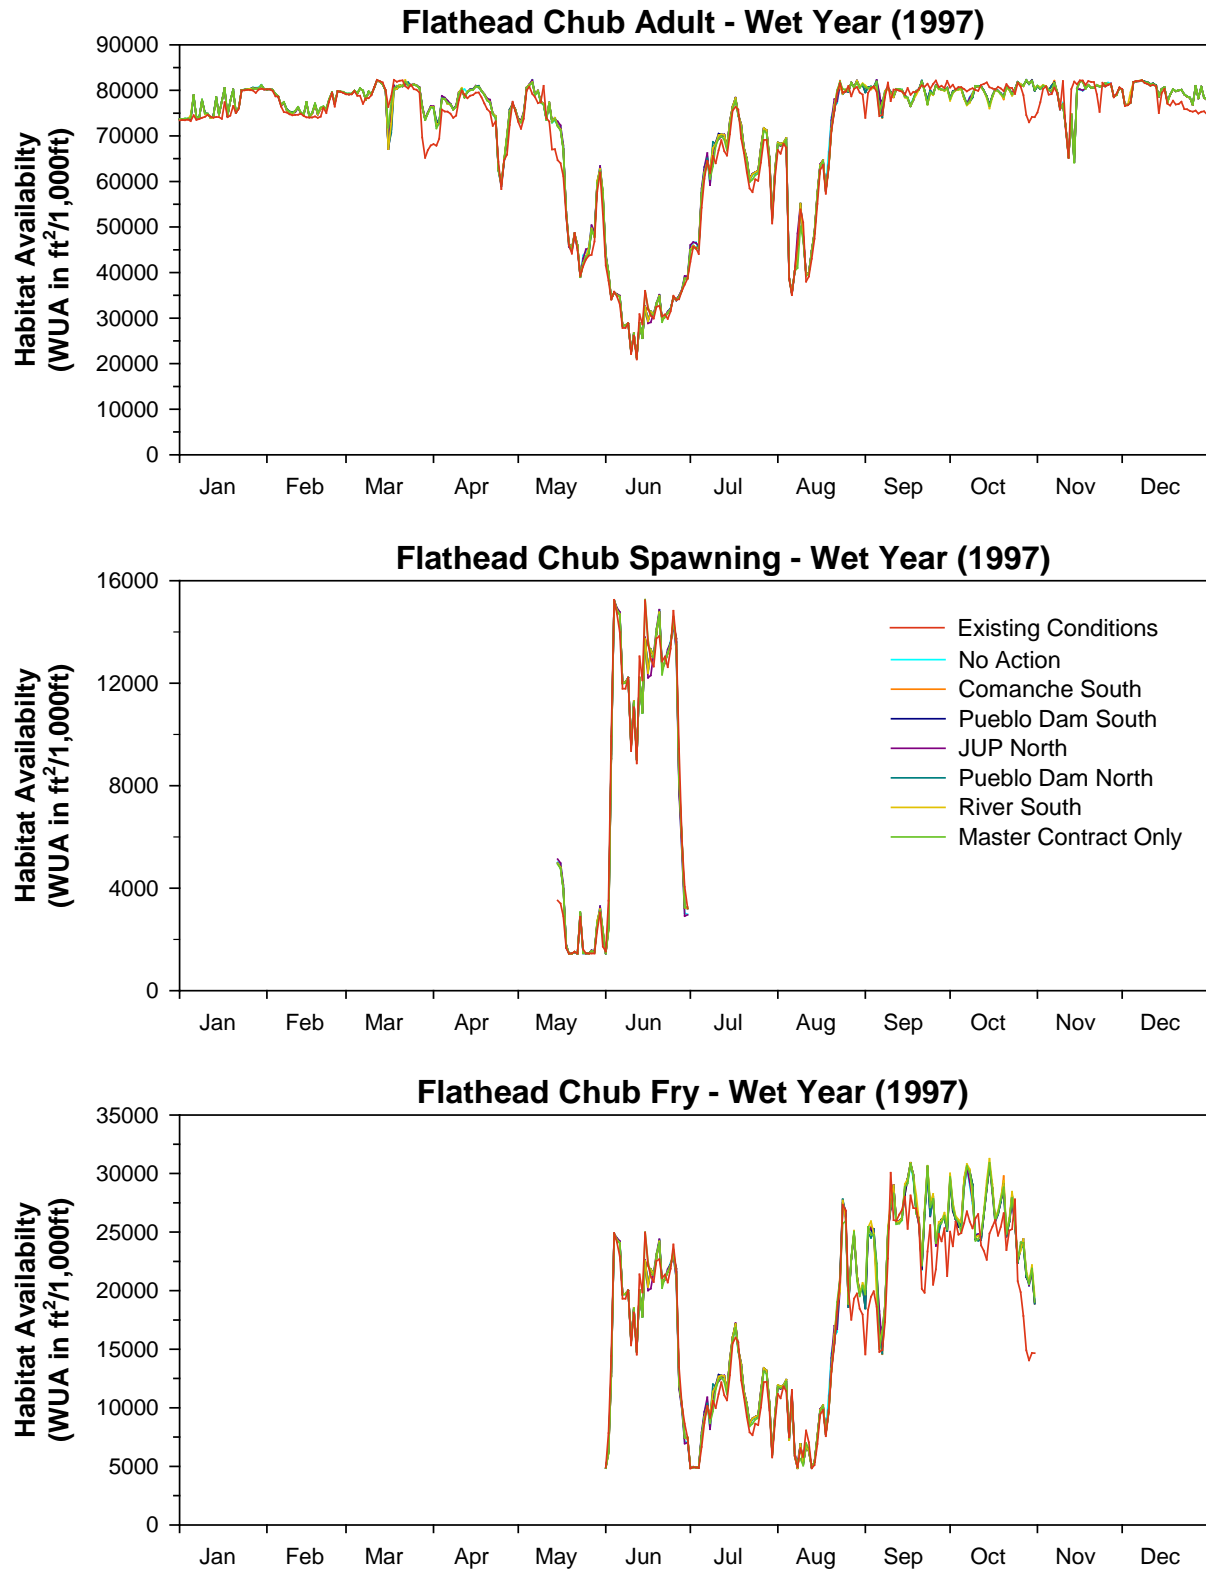 Flathead Chub Adult - Wet Year (1997)
Habitat Availabilty
(WUA in ft²/1,000ft)
90000
80000
70000
60000
50000
40000
30000
20000
10000
0
Jan Feb Mar Apr May Jun Jul Aug Sep Oct Nov Dec
Flathead Chub Spawning - Wet Year (1997)
Habitat Availabilty
(WUA in ft²/1,000ft)
16000
12000
8000
4000
0
Existing Conditions
No Action
Comanche South
Pueblo Dam South
JUP North
Pueblo Dam North
River South
Master Contract Only
Jan Feb Mar Apr May Jun Jul Aug Sep Oct Nov Dec
Flathead Chub Fry - Wet Year (1997)
Habitat Availabilty
(WUA in ft²/1,000ft)
35000
30000
25000
20000
15000
10000
5000
0
Jan Feb Mar Apr May Jun Jul Aug Sep Oct Nov Dec